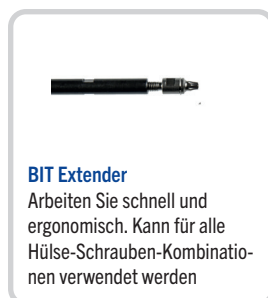 BIT Extender
Arbeiten Sie schnell und
ergonomisch. Kann für alle
Hülse-Schrauben-Kombinatio-
nen verwendet werden